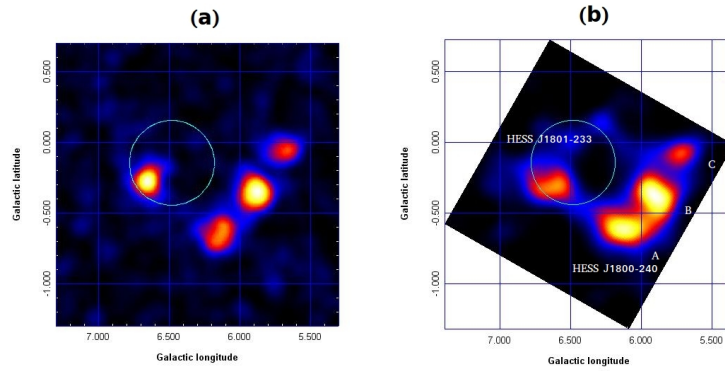 (a)
(b)
0.500
0.000
-0.500
-1.000
Galactic latitude
7.000 6.500 6.000 5.500
Galactic longitude
0.500
0.000
-0.500
-1.000
Galactic latitude
HESS J1801-233
C
B
A
HESS J1800-240
7.000 6.500 6.000 5.500
Galactic longitude